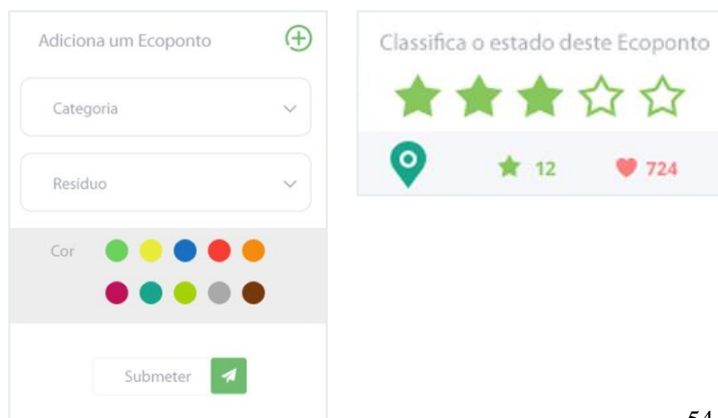 Adiciona um Ecoponto
Categoria
Resíduo
Cor
Submeter
Classifica o estado deste Ecoponto
12
724
54